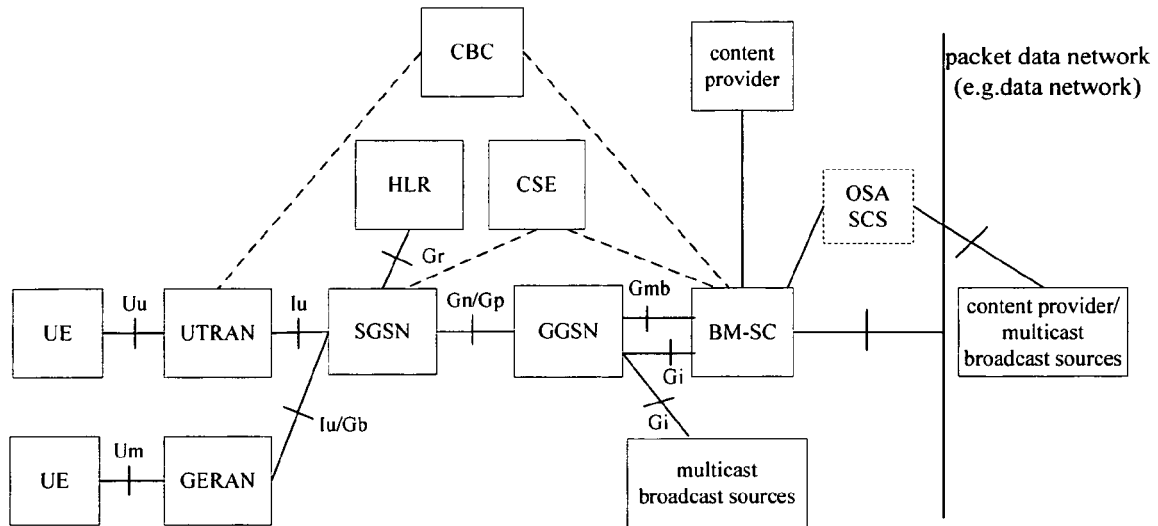 CBC
content
provider
packet data network
(e.g.data network)
HLR
CSE
OSA
SCS
Gr
Uu
Iu
Gn/Gp
Gmb
UE
UTRAN
SGSN
GGSN
BM-SC
content provider/
multicast
broadcast sources
Gi
Iu/Gb
Gi
Um
UE
GERAN
multicast
broadcast sources